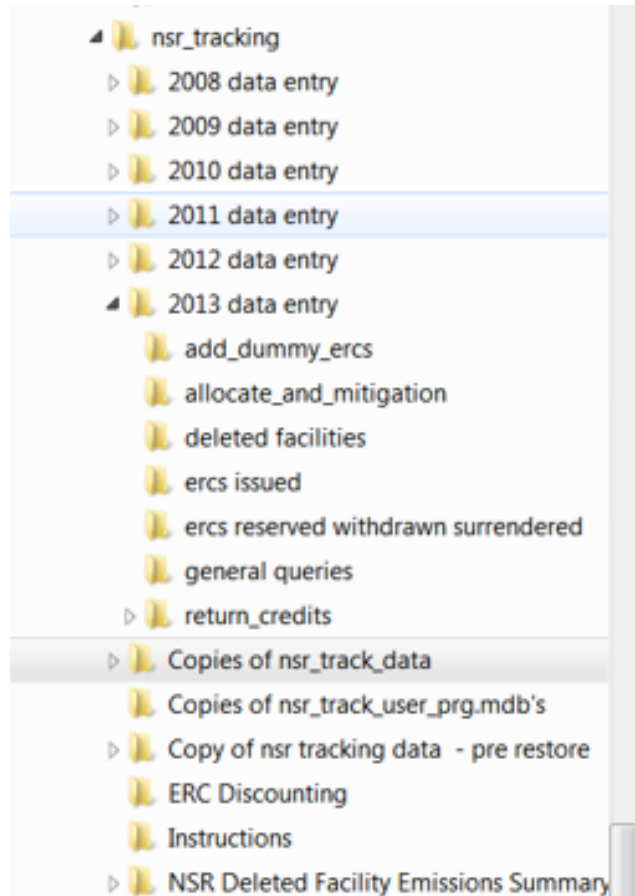 nsr_tracking
2008 data entry
2009 data entry
2010 data entry
2011 data entry
2012 data entry
2013 data entry
add_dummy_ercs
allocate_and_mitigation
deleted facilities
ercs issued
ercs reserved withdrawn surrendered
general queries
return_credits
Copies of nsr_track_data
Copies of nsr_track_user_prg.mdb's
Copy of nsr tracking data - pre restore
ERC Discounting
Instructions
NSR Deleted Facility Emissions Summary